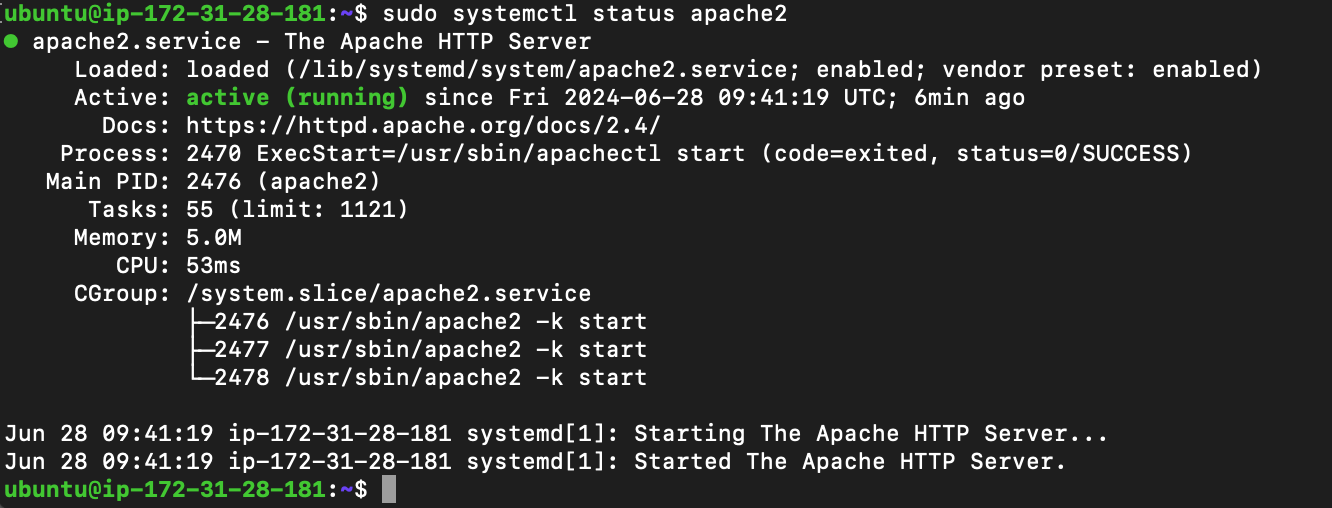 ubuntu@ip-172-31-28-181:~$ sudo systemctl status apache2
● apache2.service – The Apache HTTP Server
     Loaded: loaded (/lib/systemd/system/apache2.service; enabled; vendor preset: enabled)
     Active: active (running) since Fri 2024-06-28 09:41:19 UTC; 6min ago
       Docs: https://httpd.apache.org/docs/2.4/
    Process: 2470 ExecStart=/usr/sbin/apachectl start (code=exited, status=0/SUCCESS)
   Main PID: 2476 (apache2)
      Tasks: 55 (limit: 1121)
     Memory: 5.0M
        CPU: 53ms
     CGroup: /system.slice/apache2.service
             ├─2476 /usr/sbin/apache2 -k start
             ├─2477 /usr/sbin/apache2 -k start
             └─2478 /usr/sbin/apache2 -k start

Jun 28 09:41:19 ip-172-31-28-181 systemd[1]: Starting The Apache HTTP Server...
Jun 28 09:41:19 ip-172-31-28-181 systemd[1]: Started The Apache HTTP Server.
ubuntu@ip-172-31-28-181:~$